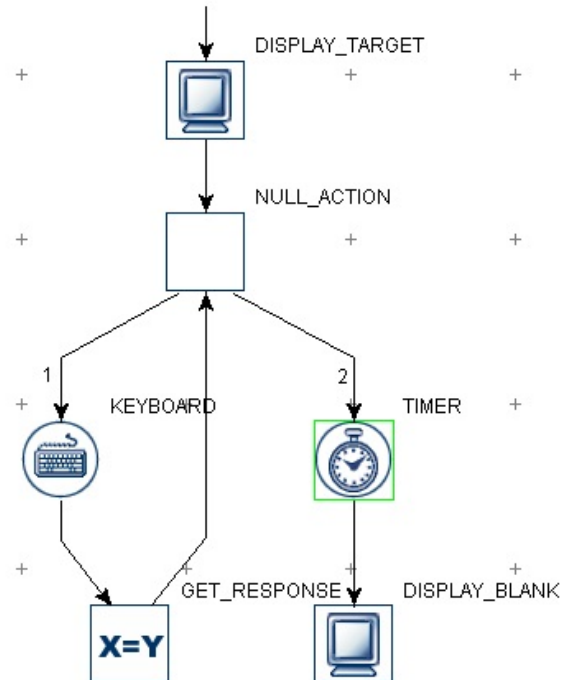 DISPLAY_TARGET
NULL_ACTION
1
2
KEYBOARD
TIMER
GET_RESPONSE
DISPLAY_BLANK
X=Y